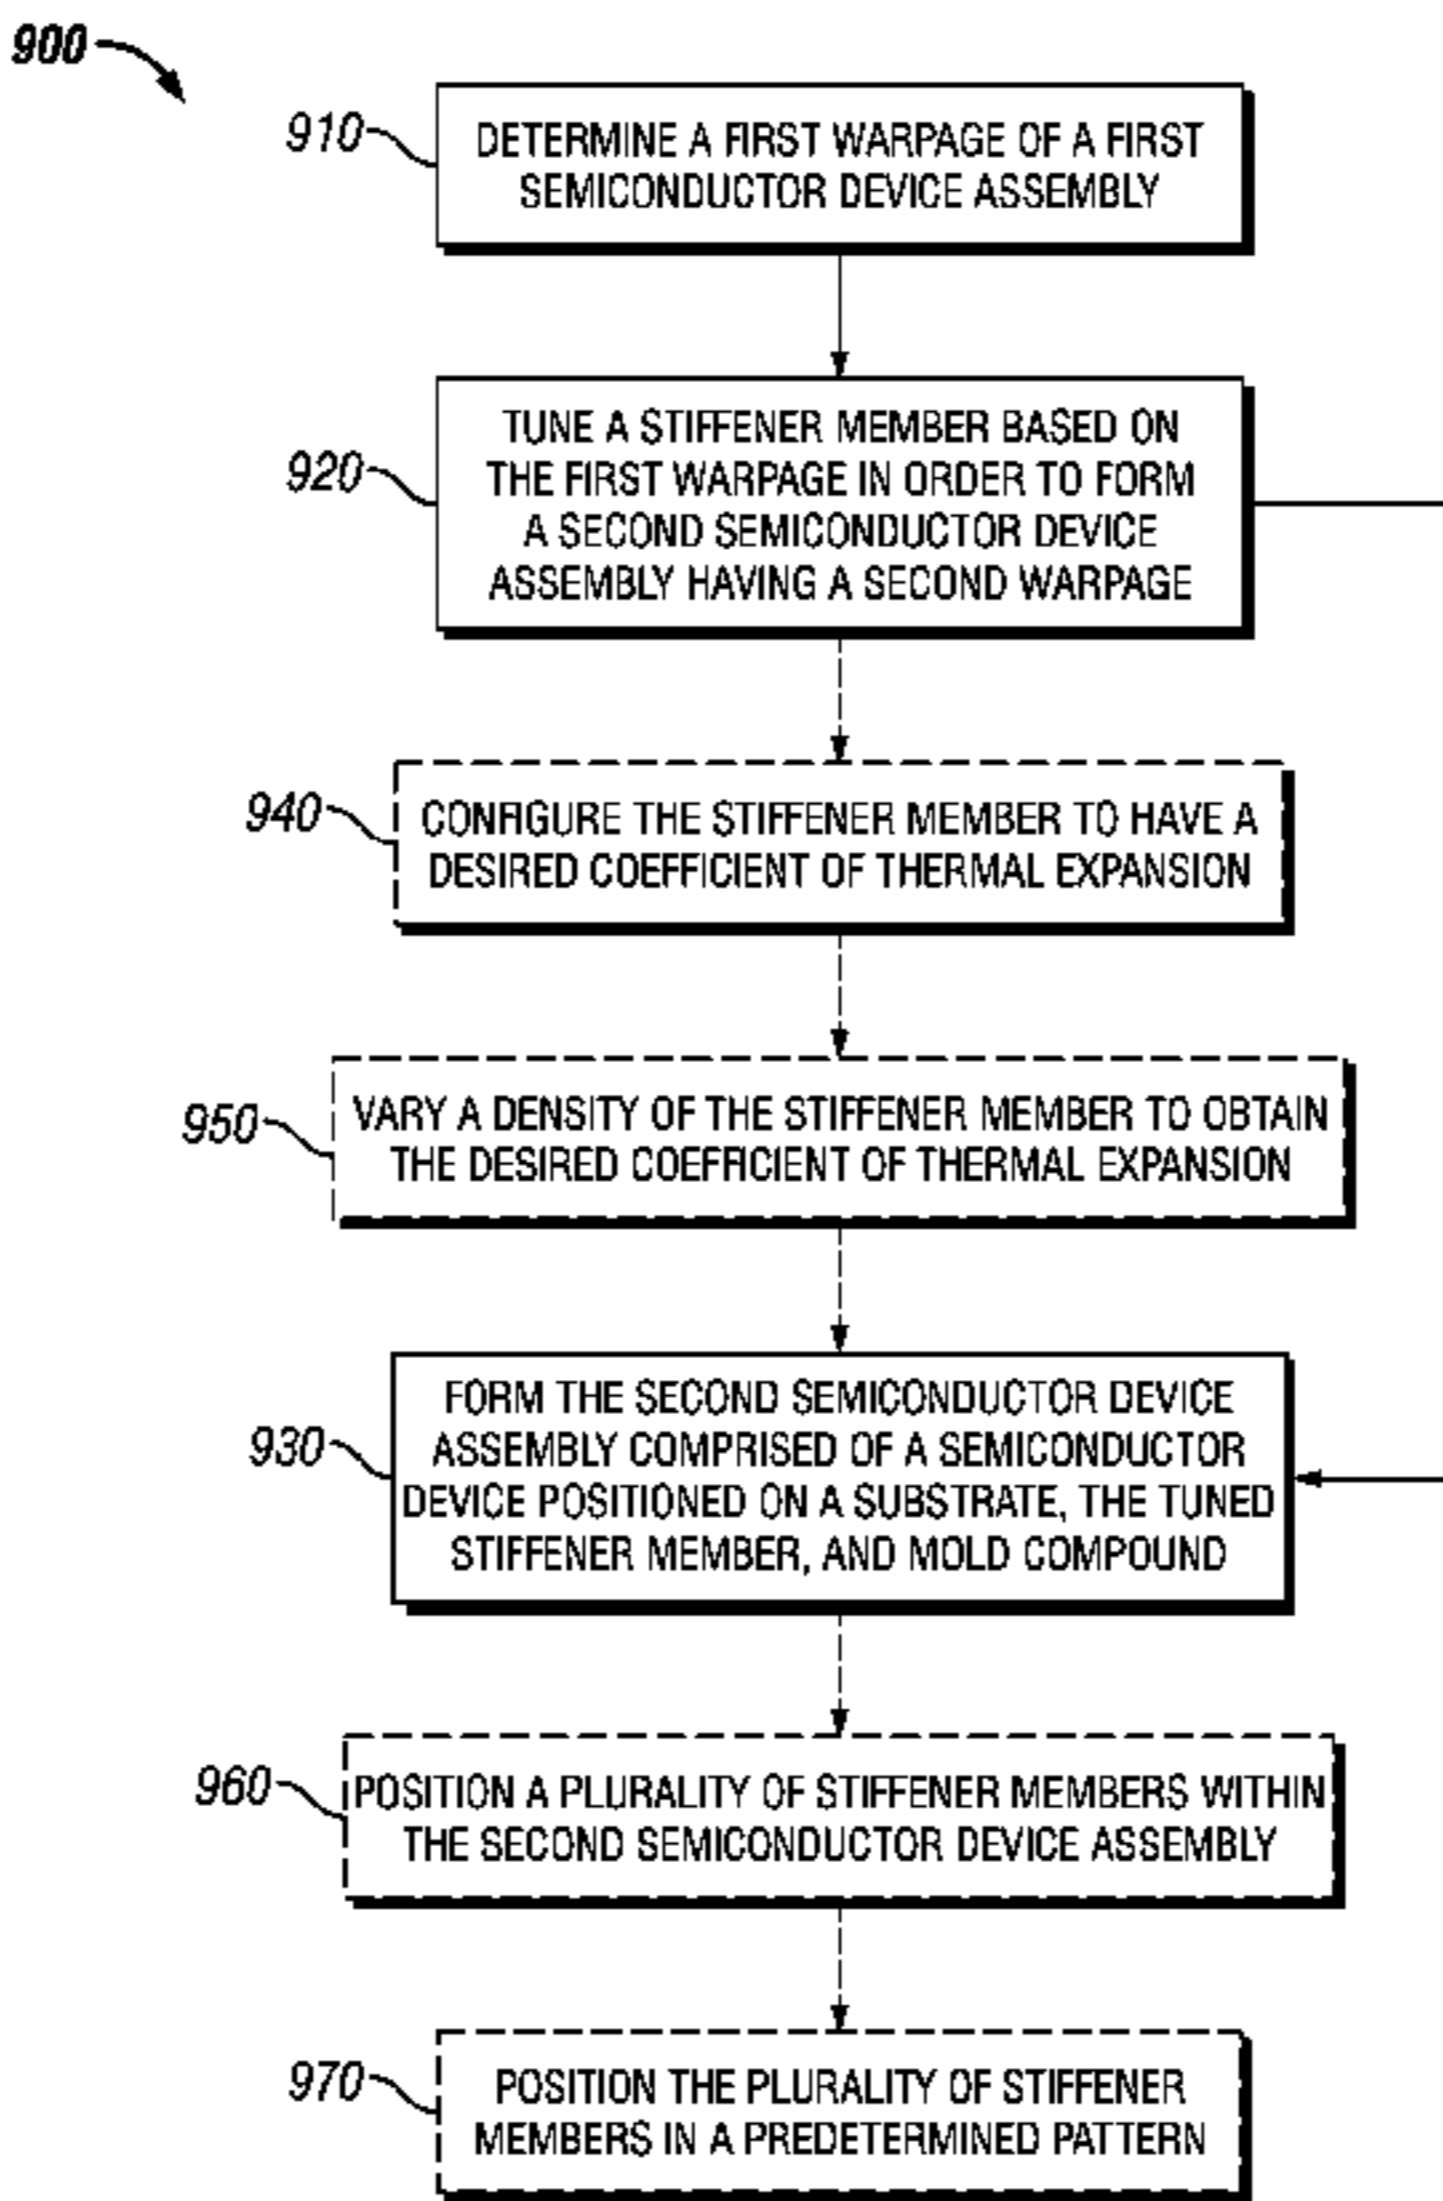 900
910
DETERMINE A FIRST WARPAGE OF A FIRST
SEMICONDUCTOR DEVICE ASSEMBLY
920
TUNE A STIFFENER MEMBER BASED ON
THE FIRST WARPAGE IN ORDER TO FORM
A SECOND SEMICONDUCTOR DEVICE
ASSEMBLY HAVING A SECOND WARPAGE
940
CONFIGURE THE STIFFENER MEMBER TO HAVE A
DESIRED COEFFICIENT OF THERMAL EXPANSION
950
VARY A DENSITY OF THE STIFFENER MEMBER TO OBTAIN
THE DESIRED COEFFICIENT OF THERMAL EXPANSION
930
FORM THE SECOND SEMICONDUCTOR DEVICE
ASSEMBLY COMPRISED OF A SEMICONDUCTOR
DEVICE POSITIONED ON A SUBSTRATE, THE TUNED
STIFFENER MEMBER, AND MOLD COMPOUND
960
POSITION A PLURALITY OF STIFFENER MEMBERS WITHIN
THE SECOND SEMICONDUCTOR DEVICE ASSEMBLY
970
POSITION THE PLURALITY OF STIFFENER
MEMBERS IN A PREDETERMINED PATTERN